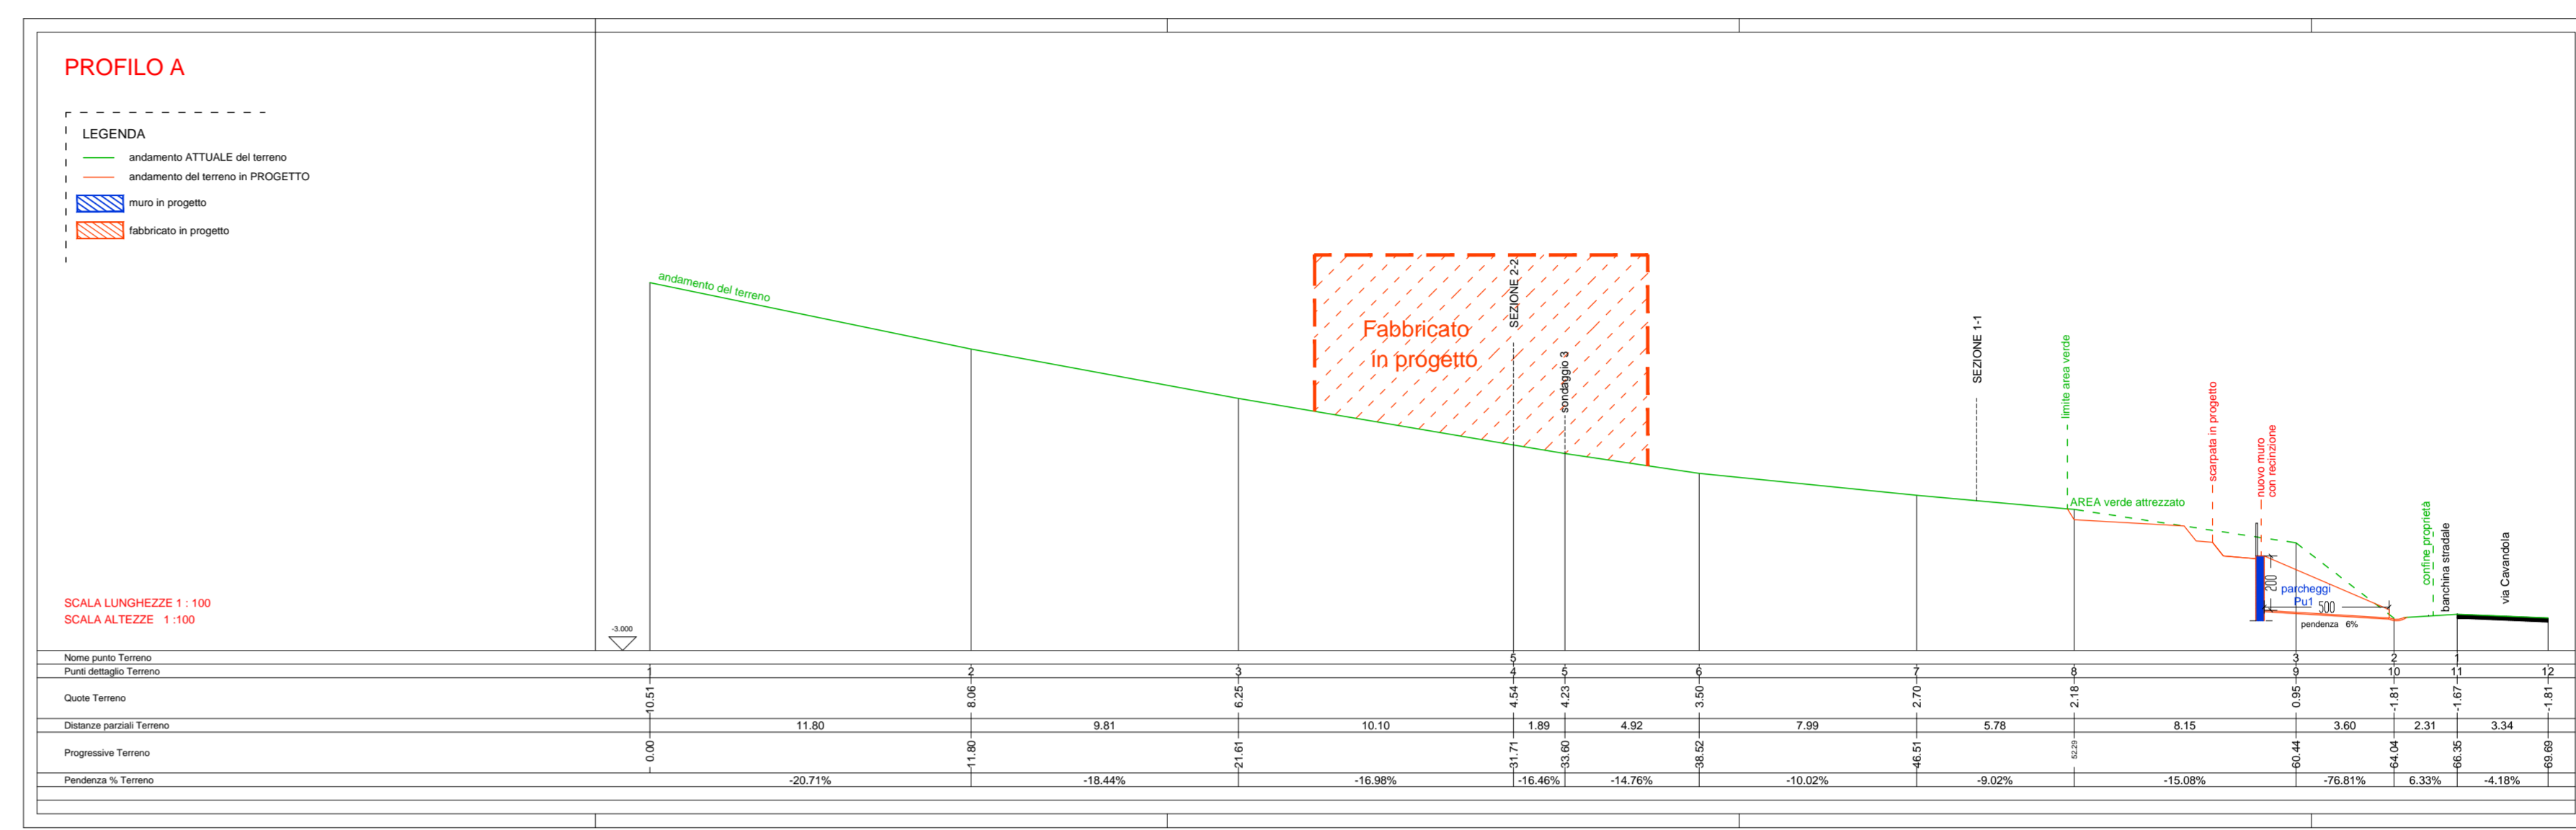 PROFILO A
LEGENDA
andamento ATTUALE del terreno
andamento del terreno in PROGETTO
muro in progetto
fabbricato in progetto
andamento del terreno
Fabbricato
in progetto
SEZIONE 2-2
sondaggio 3
SEZIONE 1-1
limite area verde
AREA verde attrezzato
scarpata in progetto
nuovo muro
con recinzione
200
parcheggi
Pu1
500
pendenza 6%
confine proprietà
banchina stradale
via Cavandola
SCALA LUNGHEZZE 1 : 100
SCALA ALTEZZE 1 :100
-3.000
Nome punto Terreno 5 3 2 1
Punti dettaglio Terreno 1 2 3 4 5 6 7 8 9 10 11 12
Quote Terreno 10.51 8.06 6.25 4.54 4.23 3.50 2.70 2.18 0.95 -1.81 -1.67 -1.81
Distanze parziali Terreno 11.80 9.81 10.10 1.89 4.92 7.99 5.78 8.15 3.60 2.31 3.34
Progressive Terreno 0.00 11.80 21.61 31.71 33.60 38.52 46.51 52.29 60.44 64.04 66.35 69.69
Pendenza % Terreno -20.71% -18.44% -16.98% -16.46% -14.76% -10.02% -9.02% -15.08% -76.81% 6.33% -4.18%